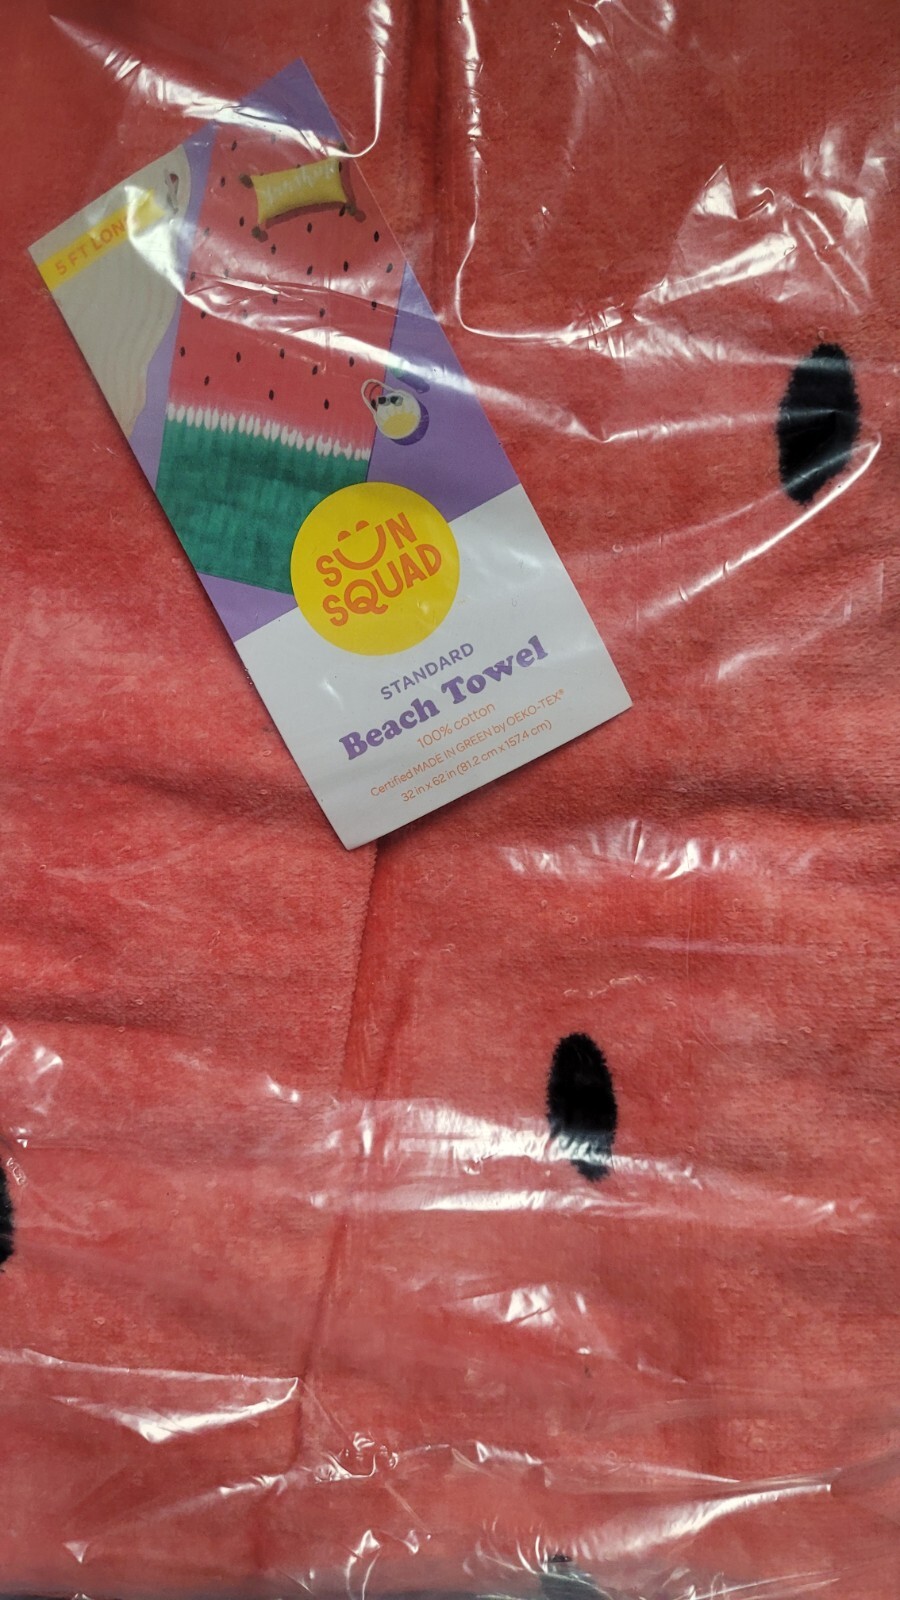 5 FT LONG
SUN
SQUAD
STANDARD
Beach Towel
100% cotton
Certified MADE IN GREEN by OEKO-TEX®
32 in x 62 in (81.2 cm x 157.4 cm)